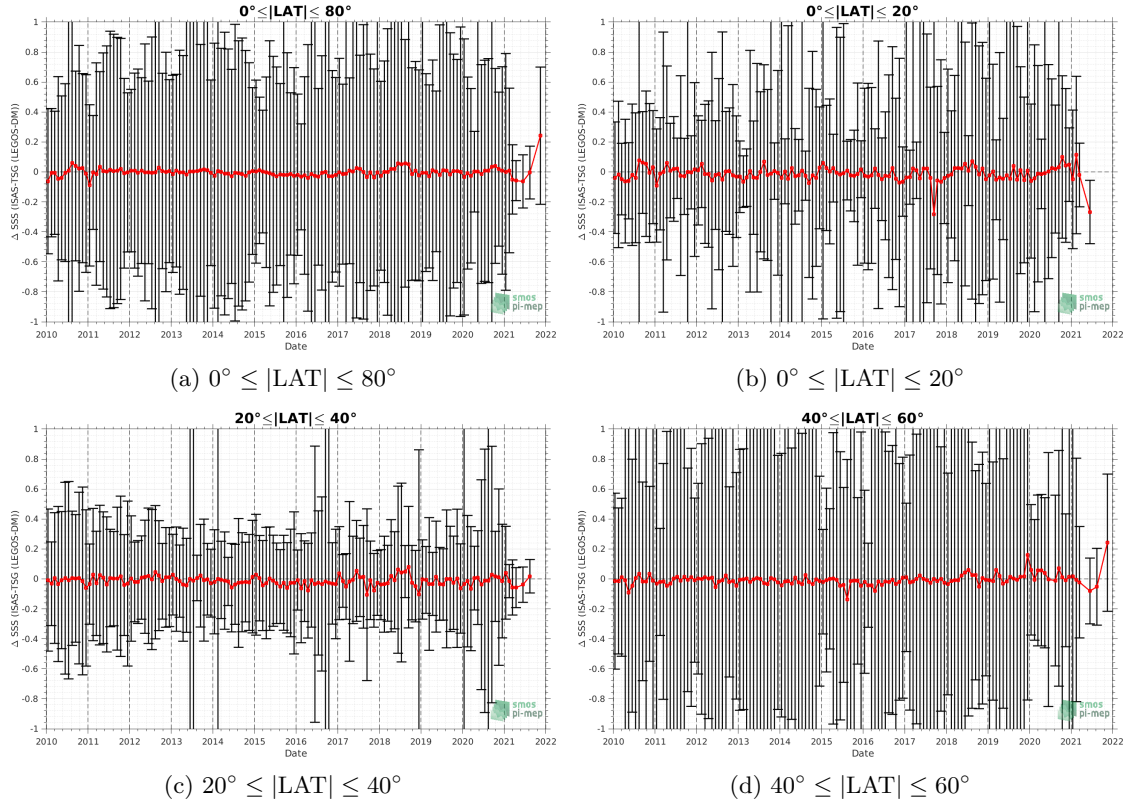 0°≤|LAT|≤ 80°
0°≤|LAT|≤ 20°
Δ SSS (ISAS-TSG (LEGOS-DM))
1
0.8
0.6
0.4
0.2
0
-0.2
-0.4
-0.6
-0.8
-1
2010 2011 2012 2013 2014 2015 2016 2017 2018 2019 2020 2021 2022
Date
smos
pi-mep
Δ SSS (ISAS-TSG (LEGOS-DM))
1
0.8
0.6
0.4
0.2
0
-0.2
-0.4
-0.6
-0.8
-1
2010 2011 2012 2013 2014 2015 2016 2017 2018 2019 2020 2021 2022
Date
smos
pi-mep
(a) 0° ≤ |LAT| ≤ 80°
(b) 0° ≤ |LAT| ≤ 20°
20°≤|LAT|≤ 40°
40°≤|LAT|≤ 60°
Δ SSS (ISAS-TSG (LEGOS-DM))
1
0.8
0.6
0.4
0.2
0
-0.2
-0.4
-0.6
-0.8
-1
2010 2011 2012 2013 2014 2015 2016 2017 2018 2019 2020 2021 2022
Date
smos
pi-mep
Δ SSS (ISAS-TSG (LEGOS-DM))
1
0.8
0.6
0.4
0.2
0
-0.2
-0.4
-0.6
-0.8
-1
2010 2011 2012 2013 2014 2015 2016 2017 2018 2019 2020 2021 2022
Date
smos
pi-mep
(c) 20° ≤ |LAT| ≤ 40°
(d) 40° ≤ |LAT| ≤ 60°